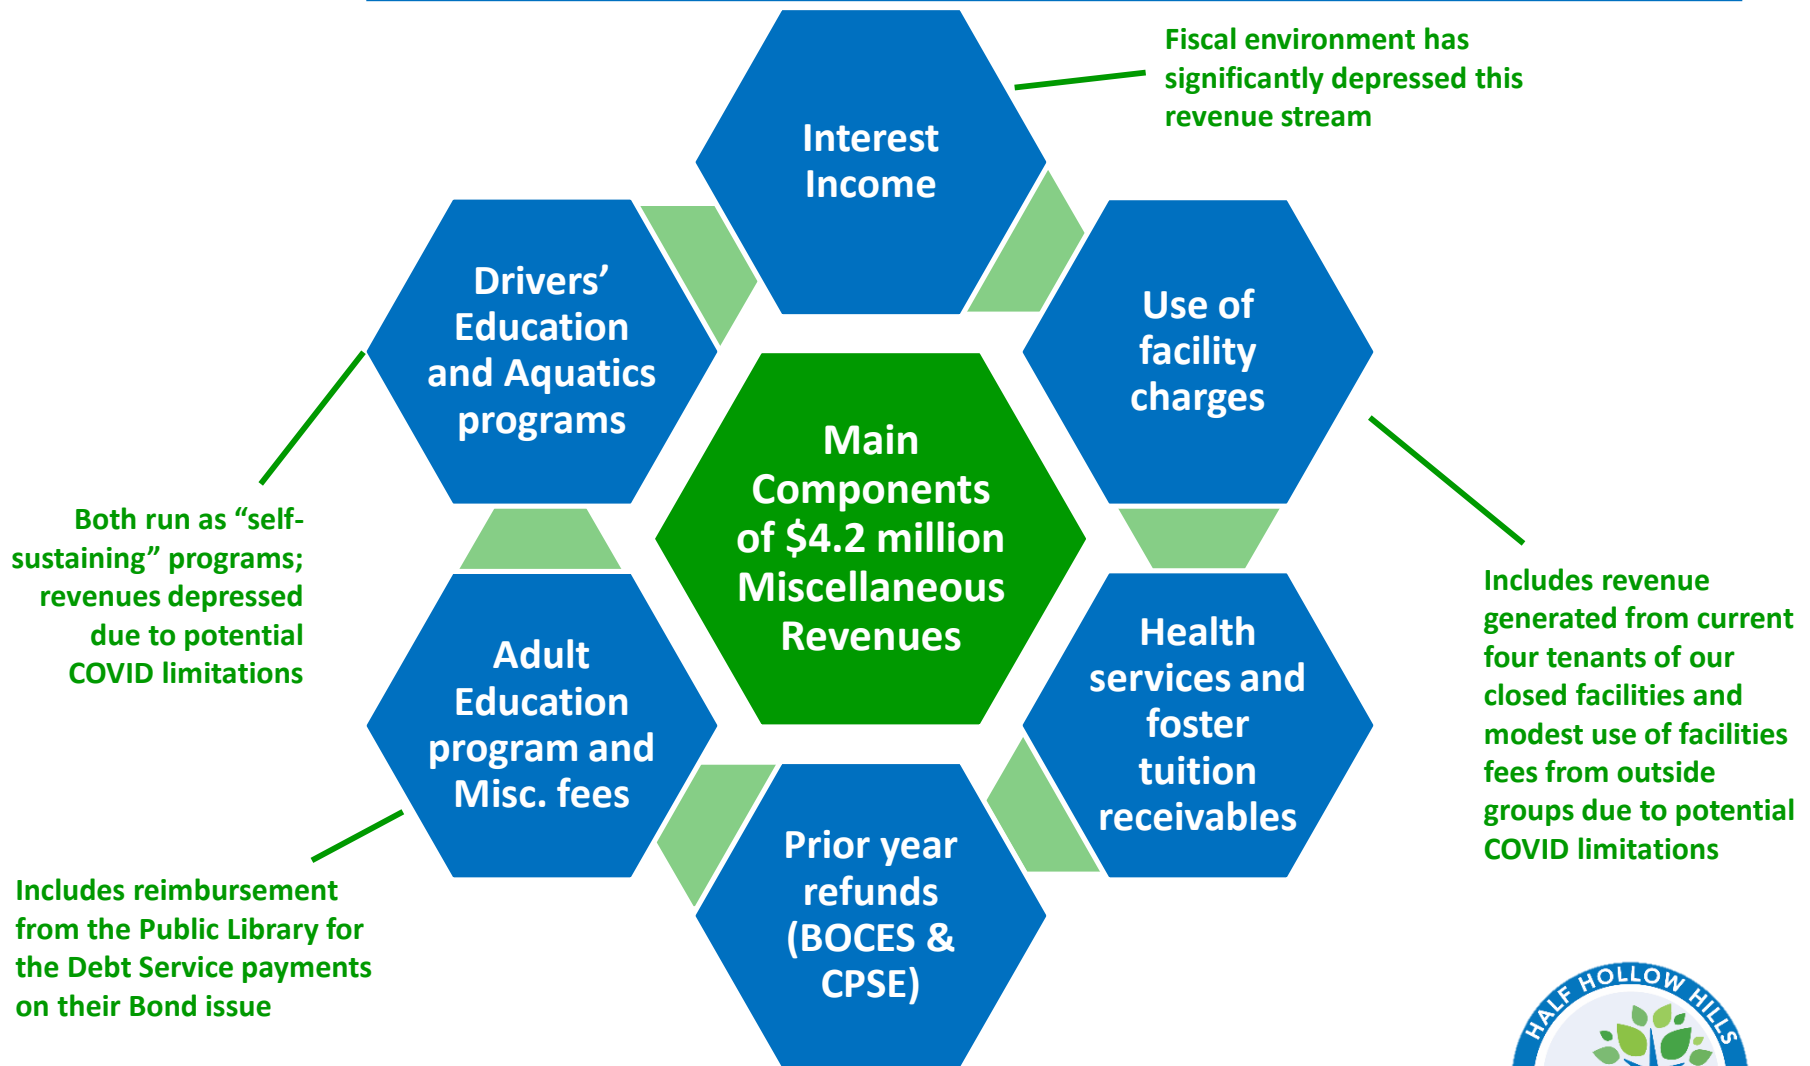 Fiscal environment has
significantly depressed this
revenue stream
Interest
Income
Drivers’
Education
and Aquatics
programs
Use of
facility
charges
Main
Components
of $4.2 million
Miscellaneous
Revenues
Both run as “self-
sustaining” programs;
revenues depressed
due to potential
COVID limitations
Includes revenue
generated from current
four tenants of our
closed facilities and
modest use of facilities
fees from outside
groups due to potential
COVID limitations
Adult
Education
program and
Misc. fees
Health
services and
foster
tuition
receivables
Prior year
refunds
(BOCES &
CPSE)
Includes reimbursement
from the Public Library for
the Debt Service payments
on their Bond issue
HALF HOLLOW HILLS